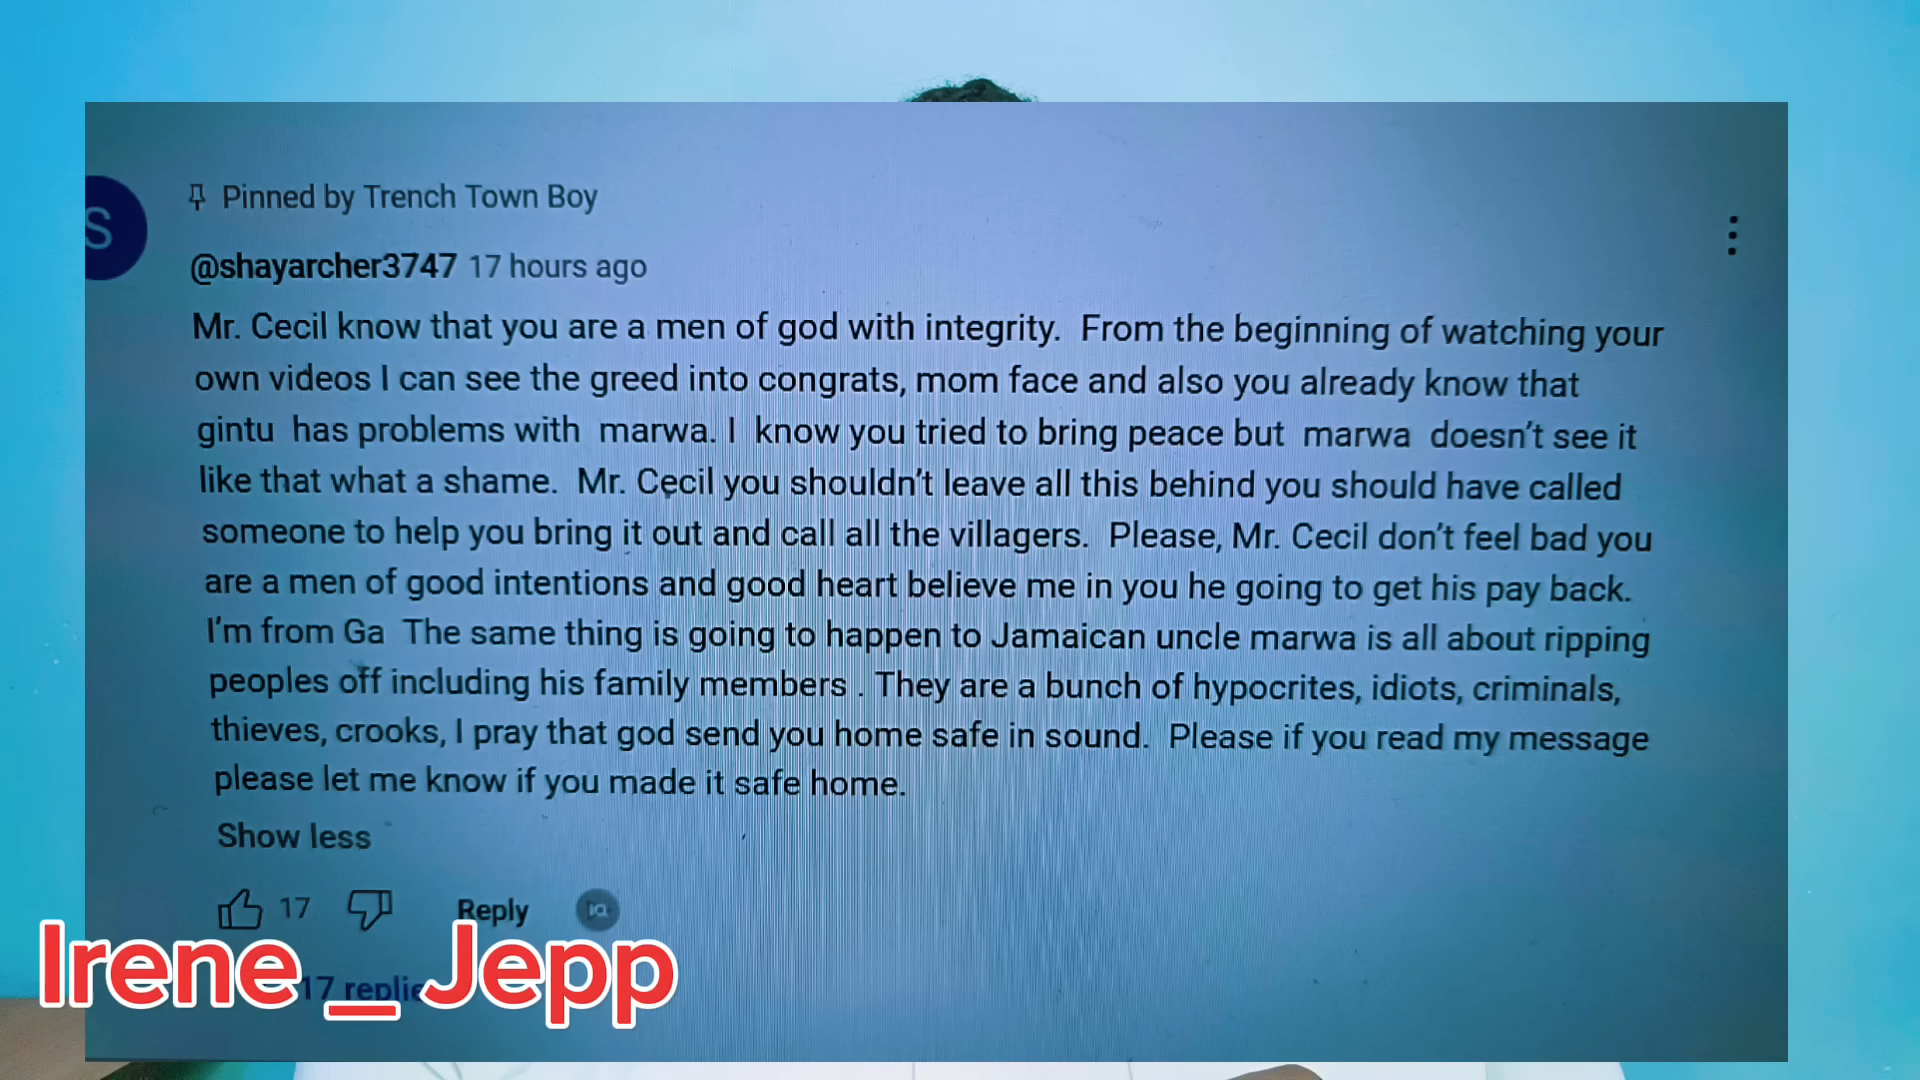 Pinned by Trench Town Boy
S
@shayarcher3747 17 hours ago
Mr. Cecil know that you are a men of god with integrity. From the beginning of watching your
own videos I can see the greed into congrats, mom face and also you already know that
gintu has problems with marwa. I know you tried to bring peace but marwa doesn't see it
like that what a shame. Mr. Cecil you shouldn't leave all this behind you should have called
someone to help you bring it out and call all the villagers. Please, Mr. Cecil don't feel bad you
are a men of good intentions and good heart believe me in you he going to get his pay back.
I'm from Ga The same thing is going to happen to Jamaican uncle marwa is all about ripping
peoples off including his family members . They are a bunch of hypocrites, idiots, criminals,
thieves, crooks, I pray that god send you home safe in sound. Please if you read my message
please let me know if you made it safe home.
Show less
17 Reply
Irene _ Jepp
17 replie